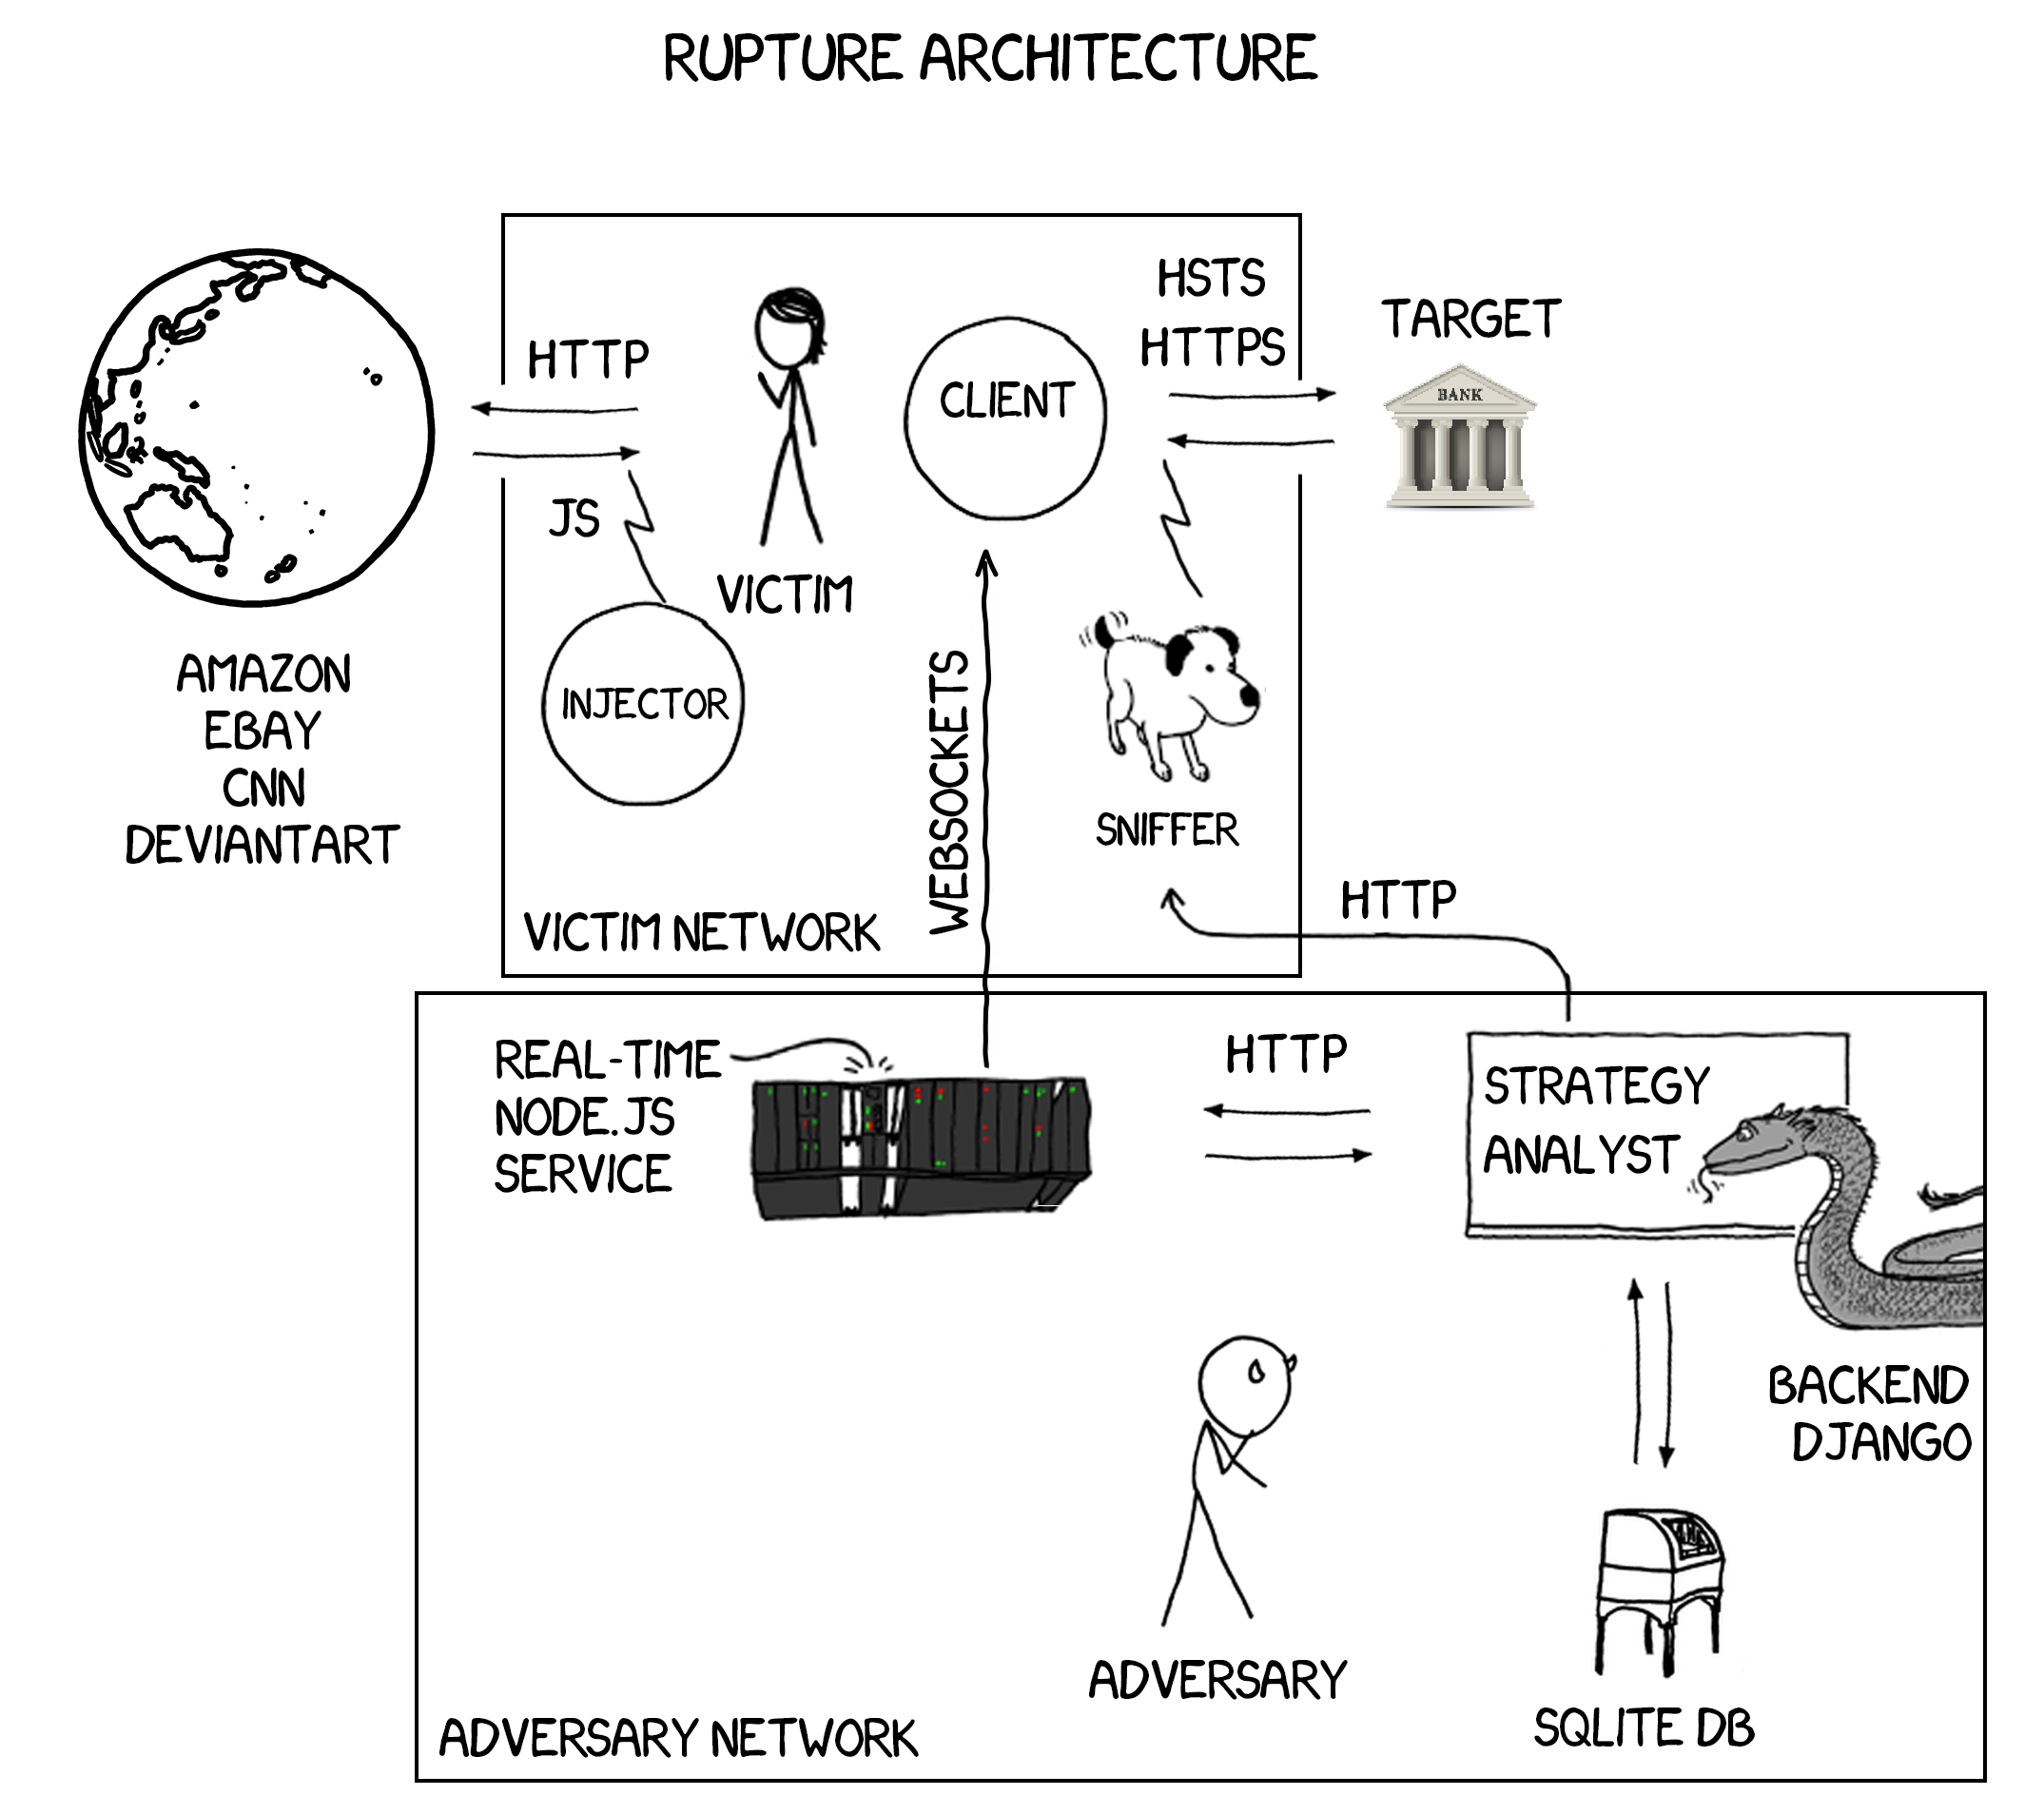 RUPTURE ARCHITECTURE
HSTS
HTTPS
TARGET
BANK
HTTP
CLIENT
JS
VICTIM
INJECTOR
AMAZON
EBAY
CNN
DEVIANTART
WEBSOCKETS
SNIFFER
VICTIM NETWORK
HTTP
REAL-TIME
NODE.JS
SERVICE
HTTP
STRATEGY
ANALYST
BACKEND
DJANGO
ADVERSARY
SQLITE DB
ADVERSARY NETWORK